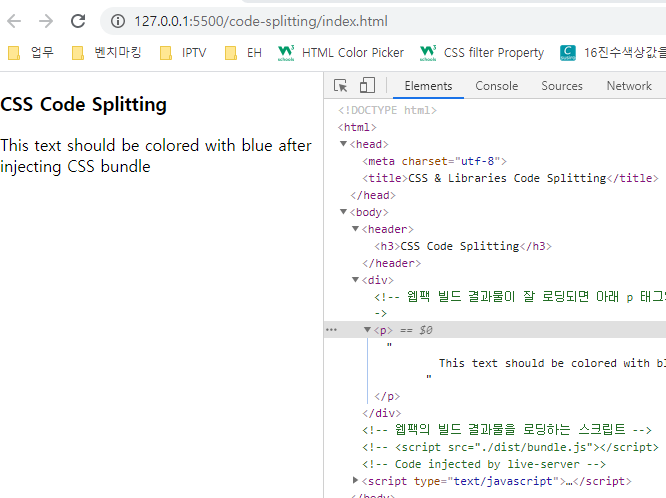 127.0.0.1:5500/code-splitting/index.html
업무 벤치마킹 IPTV EH HTML Color Picker CSS filter Property 16진수색상값을
CSS Code Splitting
This text should be colored with blue after
injecting CSS bundle
Elements Console Sources Network
<!DOCTYPE html>
<html>
<head>
<meta charset="utf-8">
<title>CSS & Libraries Code Splitting</title>
</head>
<body>
<header>
<h3>CSS Code Splitting</h3>
</header>
<div>
<!-- 웹팩 빌드 결과물이 잘 로딩되면 아래 p 태그의
->
<p> == $0
"
This text should be colored with bl
"
</p>
</div>
<!-- 웹팩의 빌드 결과물을 로딩하는 스크립트 -->
<!-- <script src="./dist/bundle.js"></script>
<!-- Code injected by live-server -->
<script type="text/javascript">…</script>
</body>